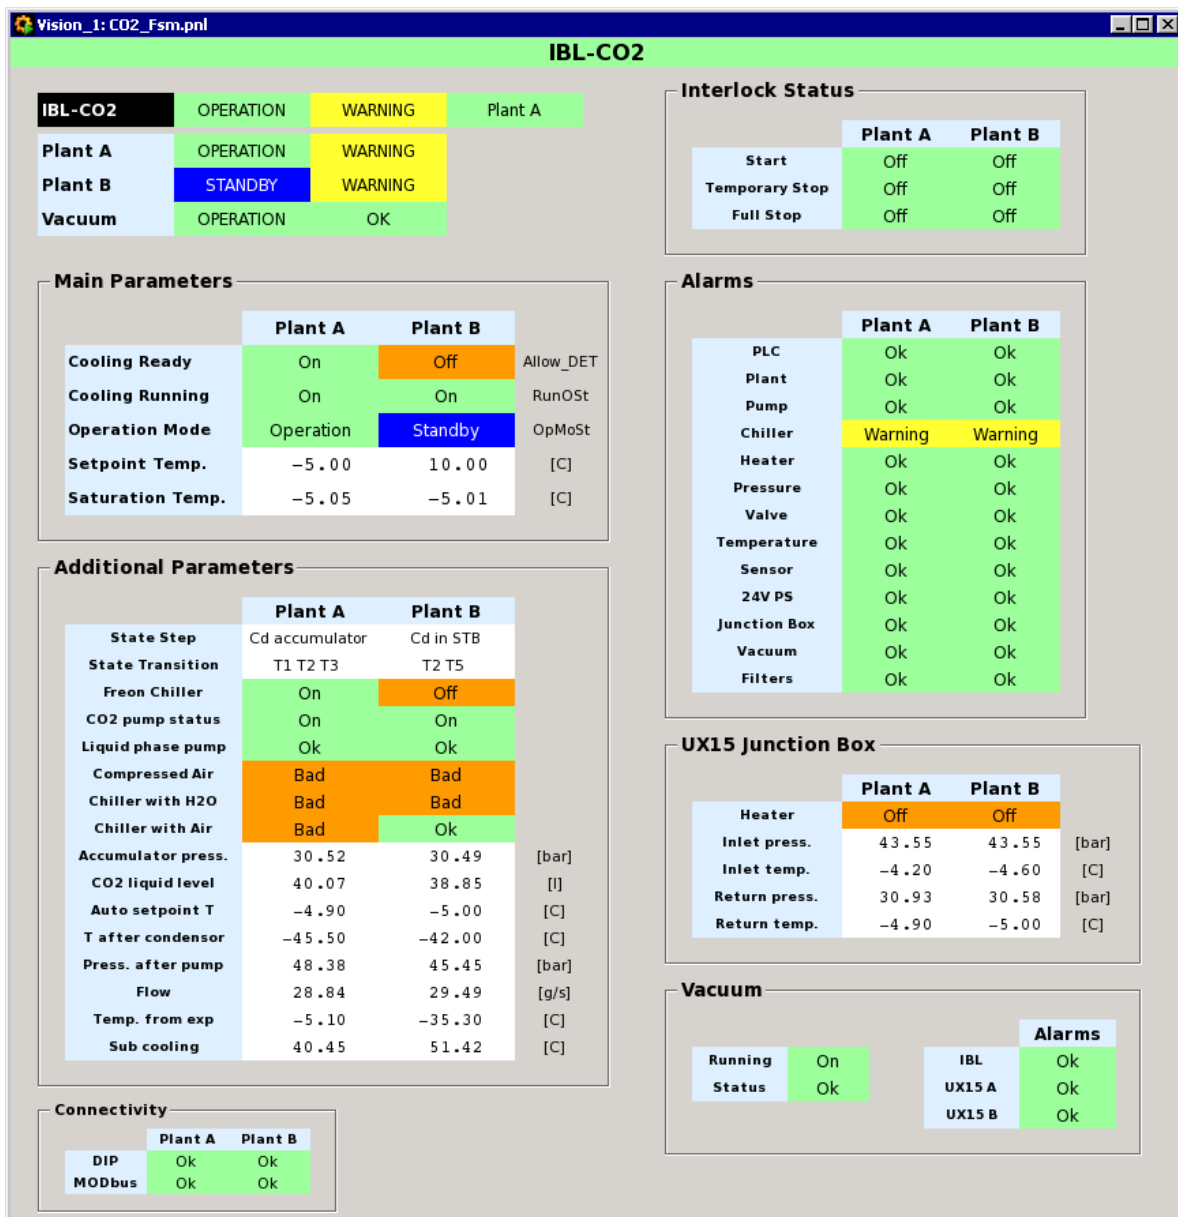 Vision_1: CO2_Fsm.pnl
IBL-CO2
IBL-CO2 OPERATION WARNING Plant A
Plant A OPERATION WARNING
Plant B STANDBY WARNING
Vacuum OPERATION OK
Interlock Status
Plant A Plant B
Start Off Off
Temporary Stop Off Off
Full Stop Off Off
Main Parameters
Plant A Plant B
Cooling Ready On Off Allow_DET
Cooling Running On On RunOSt
Operation Mode Operation Standby OpMoSt
Setpoint Temp. -5.00 10.00 [C]
Saturation Temp. -5.05 -5.01 [C]
Alarms
Plant A Plant B
PLC Ok Ok
Plant Ok Ok
Pump Ok Ok
Chiller Warning Warning
Heater Ok Ok
Pressure Ok Ok
Valve Ok Ok
Temperature Ok Ok
Sensor Ok Ok
24V PS Ok Ok
Junction Box Ok Ok
Vacuum Ok Ok
Filters Ok Ok
Additional Parameters
Plant A Plant B
State Step Cd accumulator Cd in STB
State Transition T1 T2 T3 T2 T5
Freon Chiller On Off
CO2 pump status On On
Liquid phase pump Ok Ok
Compressed Air Bad Bad
Chiller with H2O Bad Bad
Chiller with Air Bad Ok
Accumulator press. 30.52 30.49 [bar]
CO2 liquid level 40.07 38.85 [l]
Auto setpoint T -4.90 -5.00 [C]
T after condensor -45.50 -42.00 [C]
Press. after pump 48.38 45.45 [bar]
Flow 28.84 29.49 [g/s]
Temp. from exp -5.10 -35.30 [C]
Sub cooling 40.45 51.42 [C]
UX15 Junction Box
Plant A Plant B
Heater Off Off
Inlet press. 43.55 43.55 [bar]
Inlet temp. -4.20 -4.60 [C]
Return press. 30.93 30.58 [bar]
Return temp. -4.90 -5.00 [C]
Vacuum
Alarms
Running On IBL Ok
Status Ok UX15 A Ok
UX15 B Ok
Connectivity
Plant A Plant B
DIP Ok Ok
MODbus Ok Ok